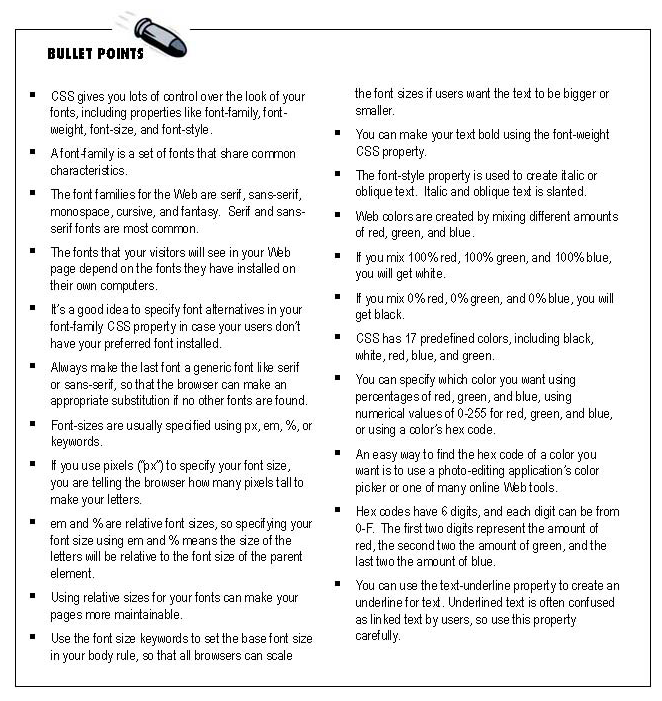 BULLET POINTS
CSS gives you lots of control over the look of your
fonts, including properties like font-family, font-
weight, font-size, and font-style.
A font-family is a set of fonts that share common
characteristics.
The font families for the Web are serif, sans-serif,
monospace, cursive, and fantasy. Serif and sans-
serif fonts are most common.
The fonts that your visitors will see in your Web
page depend on the fonts they have installed on
their own computers.
It's a good idea to specify font alternatives in your
font-family CSS property in case your users don't
have your preferred font installed.
Always make the last font a generic font like serif
or sans-serif, so that the browser can make an
appropriate substitution if no other fonts are found.
Font-sizes are usually specified using px, em, %, or
keywords.
If you use pixels ("px") to specify your font size,
you are telling the browser how many pixels tall to
make your letters.
em and % are relative font sizes, so specifying your
font size using em and % means the size of the
letters will be relative to the font size of the parent
element.
Using relative sizes for your fonts can make your
pages more maintainable.
Use the font size keywords to set the base font size
in your body rule, so that all browsers can scale
the font sizes if users want the text to be bigger or
smaller.
You can make your text bold using the font-weight
CSS property.
The font-style property is used to create italic or
oblique text. Italic and oblique text is slanted.
Web colors are created by mixing different amounts
of red, green, and blue.
If you mix 100% red, 100% green, and 100% blue,
you will get white.
If you mix 0% red, 0% green, and 0% blue, you will
get black.
CSS has 17 predefined colors, including black,
white, red, blue, and green.
You can specify which color you want using
percentages of red, green, and blue, using
numerical values of 0-255 for red, green, and blue,
or using a color's hex code.
An easy way to find the hex code of a color you
want is to use a photo-editing application's color
picker or one of many online Web tools.
Hex codes have 6 digits, and each digit can be from
0-F. The first two digits represent the amount of
red, the second two the amount of green, and the
last two the amount of blue.
You can use the text-underline property to create an
underline for text. Underlined text is often confused
as linked text by users, so use this property
carefully.